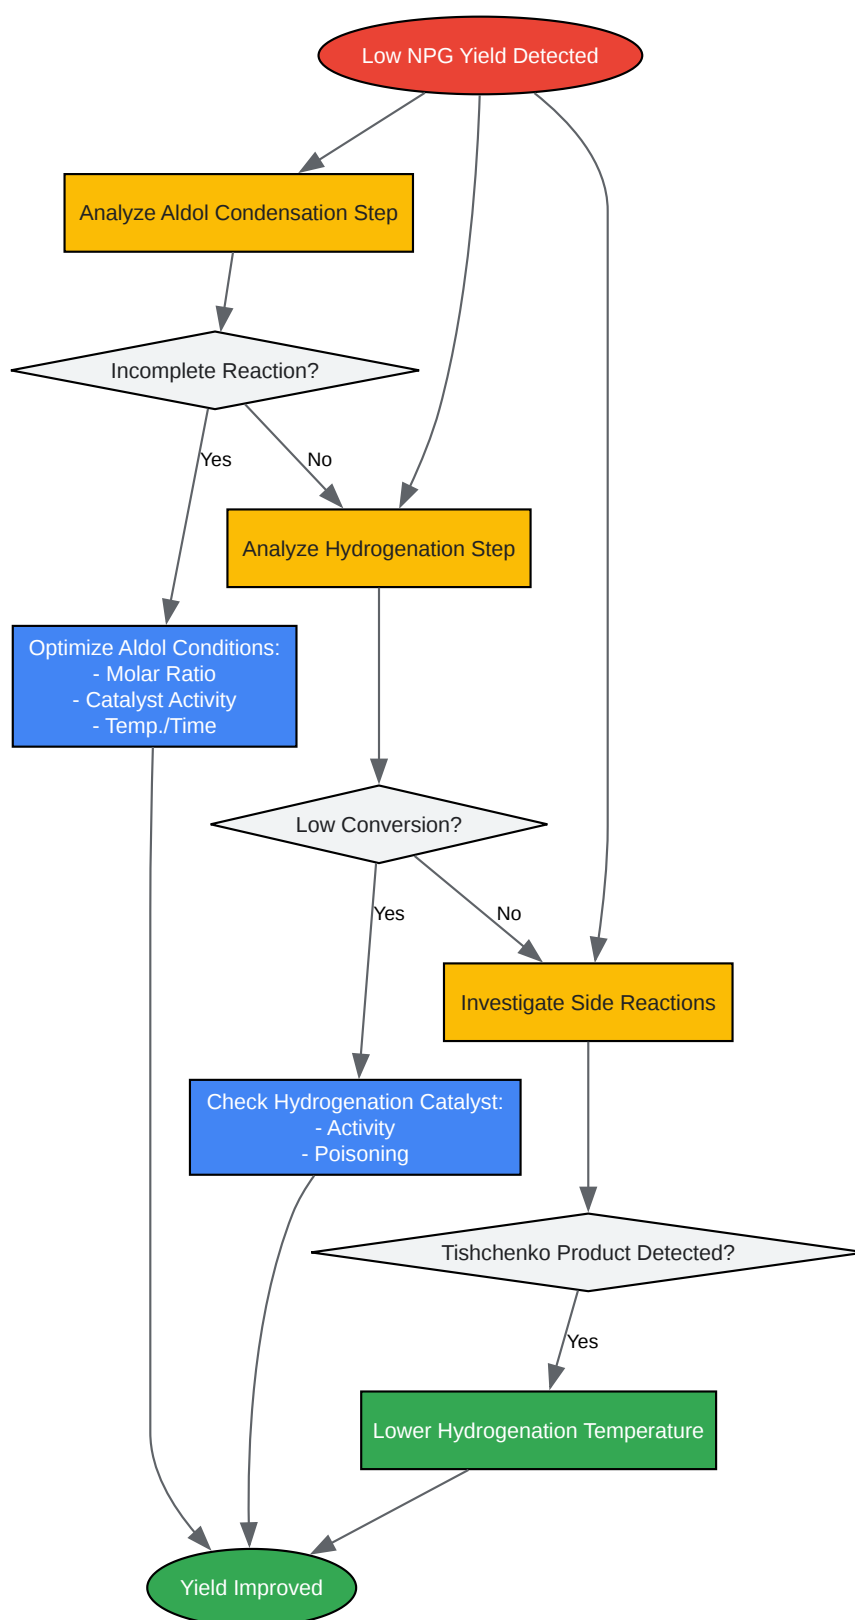 Low NPG Yield Detected
Analyze Aldol Condensation Step
Incomplete Reaction?
Yes
No
Analyze Hydrogenation Step
Optimize Aldol Conditions:
- Molar Ratio
- Catalyst Activity
- Temp./Time
Low Conversion?
Yes
No
Investigate Side Reactions
Check Hydrogenation Catalyst:
- Activity
- Poisoning
Tishchenko Product Detected?
Yes
Lower Hydrogenation Temperature
Yield Improved